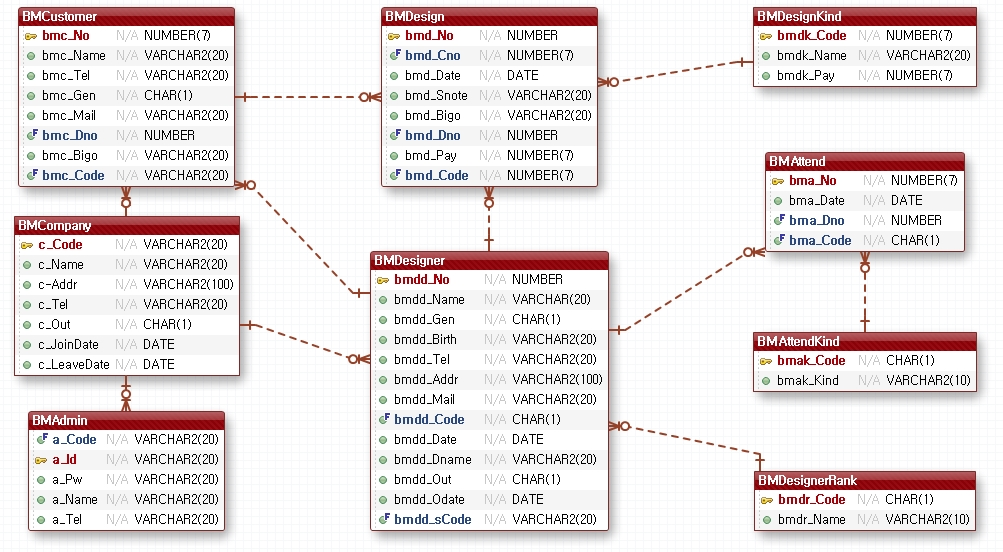 BMCustomer
bmc_No N/A NUMBER(7)
bmc_Name N/A VARCHAR2(20)
bmc_Tel N/A VARCHAR2(20)
bmc_Gen N/A CHAR(1)
bmc_Mail N/A VARCHAR2(20)
bmc_Dno N/A NUMBER
bmc_Bigo N/A VARCHAR2(20)
bmc_Code N/A VARCHAR2(20)
BMDesign
bmd_No N/A NUMBER
bmd_Cno N/A NUMBER(7)
bmd_Date N/A DATE
bmd_Snote N/A VARCHAR2(20)
bmd_Bigo N/A VARCHAR2(20)
bmd_Dno N/A NUMBER
bmd_Pay N/A NUMBER(7)
bmd_Code N/A NUMBER(7)
BMDesignKind
bmdk_Code N/A NUMBER(7)
bmdk_Name N/A VARCHAR2(20)
bmdk_Pay N/A NUMBER(7)
BMAttend
bma_No N/A NUMBER(7)
bma_Date N/A DATE
bma_Dno N/A NUMBER
bma_Code N/A CHAR(1)
BMCompany
c_Code N/A VARCHAR2(20)
c_Name N/A VARCHAR2(20)
c-Addr N/A VARCHAR2(100)
c_Tel N/A VARCHAR2(20)
c_Out N/A CHAR(1)
c_JoinDate N/A DATE
c_LeaveDate N/A DATE
BMDesigner
bmdd_No N/A NUMBER
bmdd_Name N/A VARCHAR(20)
bmdd_Gen N/A CHAR(1)
bmdd_Birth N/A VARCHAR2(20)
bmdd_Tel N/A VARCHAR2(20)
bmdd_Addr N/A VARCHAR2(100)
bmdd_Mail N/A VARCHAR2(20)
bmdd_Code N/A CHAR(1)
bmdd_Date N/A DATE
bmdd_Dname N/A VARCHAR2(20)
bmdd_Out N/A CHAR(1)
bmdd_Odate N/A DATE
bmdd_sCode N/A VARCHAR2(20)
BMAttendKind
bmak_Code N/A CHAR(1)
bmak_Kind N/A VARCHAR2(10)
BMAdmin
a_Code N/A VARCHAR2(20)
a_Id N/A VARCHAR2(20)
a_Pw N/A VARCHAR2(20)
a_Name N/A VARCHAR2(20)
a_Tel N/A VARCHAR2(20)
BMDesignerRank
bmdr_Code N/A CHAR(1)
bmdr_Name N/A VARCHAR2(10)